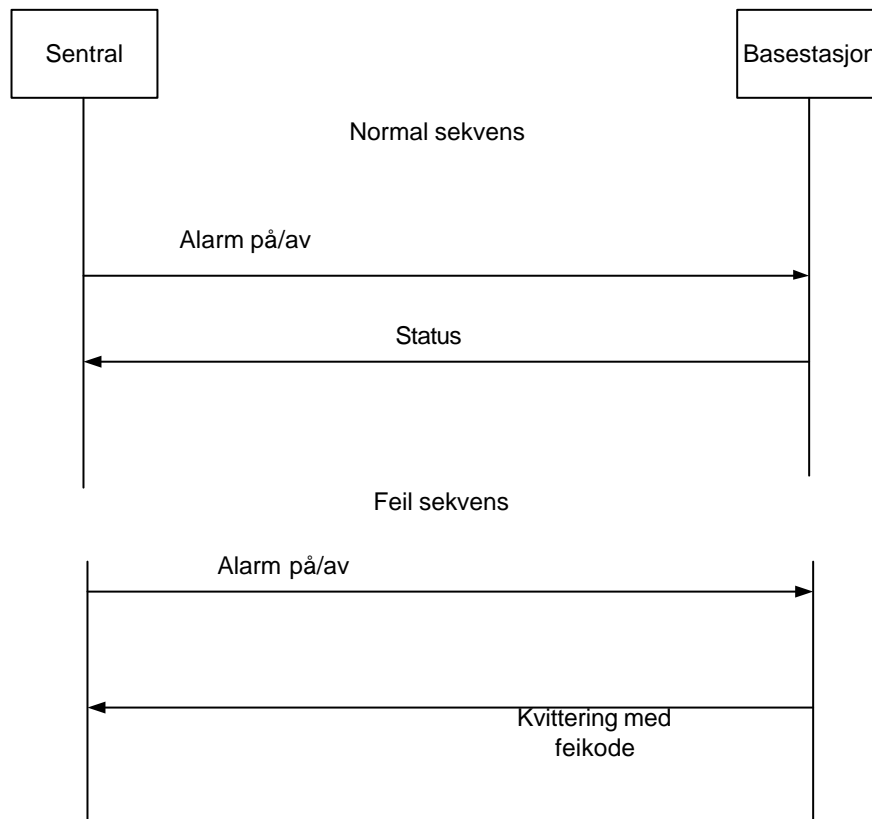 Sentral
Basestasjon
Normal sekvens
Alarm på/av
Status
Feil sekvens
Alarm på/av
Kvittering med
feikode